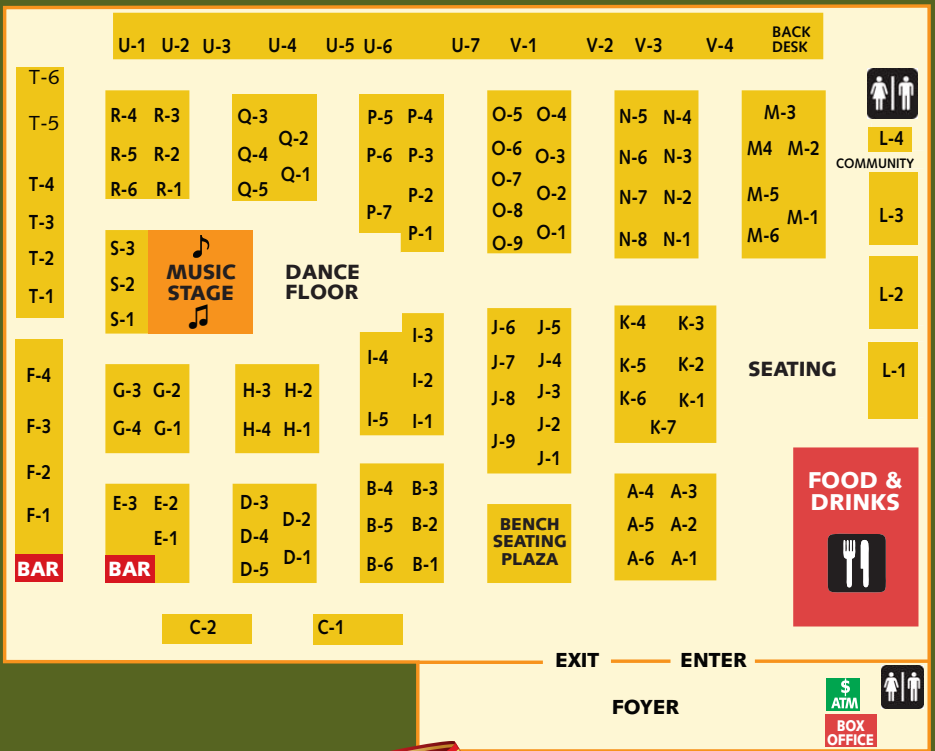 U-1 U-2 U-3 U-4 U-5 U-6 U-7 V-1 V-2 V-3 V-4 BACK
DESK
T-6
T-5
T-4
T-3
T-2
T-1
R-4 R-3
R-5 R-2
R-6 R-1
Q-3
Q-2
Q-4
Q-1
Q-5
P-5 P-4
P-6 P-3
P-2
P-7
P-1
O-5 O-4
O-6
O-3
O-7
O-2
O-8
O-1
O-9
N-5 N-4
N-6 N-3
N-7 N-2
N-8 N-1
M-3
M4 M-2
M-5
M-1
M-6
L-4
COMMUNITY
L-3
L-2
L-1
S-3
S-2
S-1
MUSIC
STAGE
DANCE
FLOOR
F-4
F-3
F-2
F-1
BAR
G-3 G-2
G-4 G-1
H-3 H-2
H-4 H-1
I-3
I-4
I-2
I-5 I-1
J-6 J-5
J-7 J-4
J-3
J-8
J-2
J-9
J-1
K-4 K-3
K-5 K-2
K-6 K-1
K-7
SEATING
E-3 E-2
E-1
BAR
D-3
D-2
D-4
D-1
D-5
B-4 B-3
B-5 B-2
B-6 B-1
BENCH
SEATING
PLAZA
A-4 A-3
A-5 A-2
A-6 A-1
FOOD &
DRINKS
C-2 C-1
EXIT ENTER
FOYER
$
ATM
BOX
OFFICE